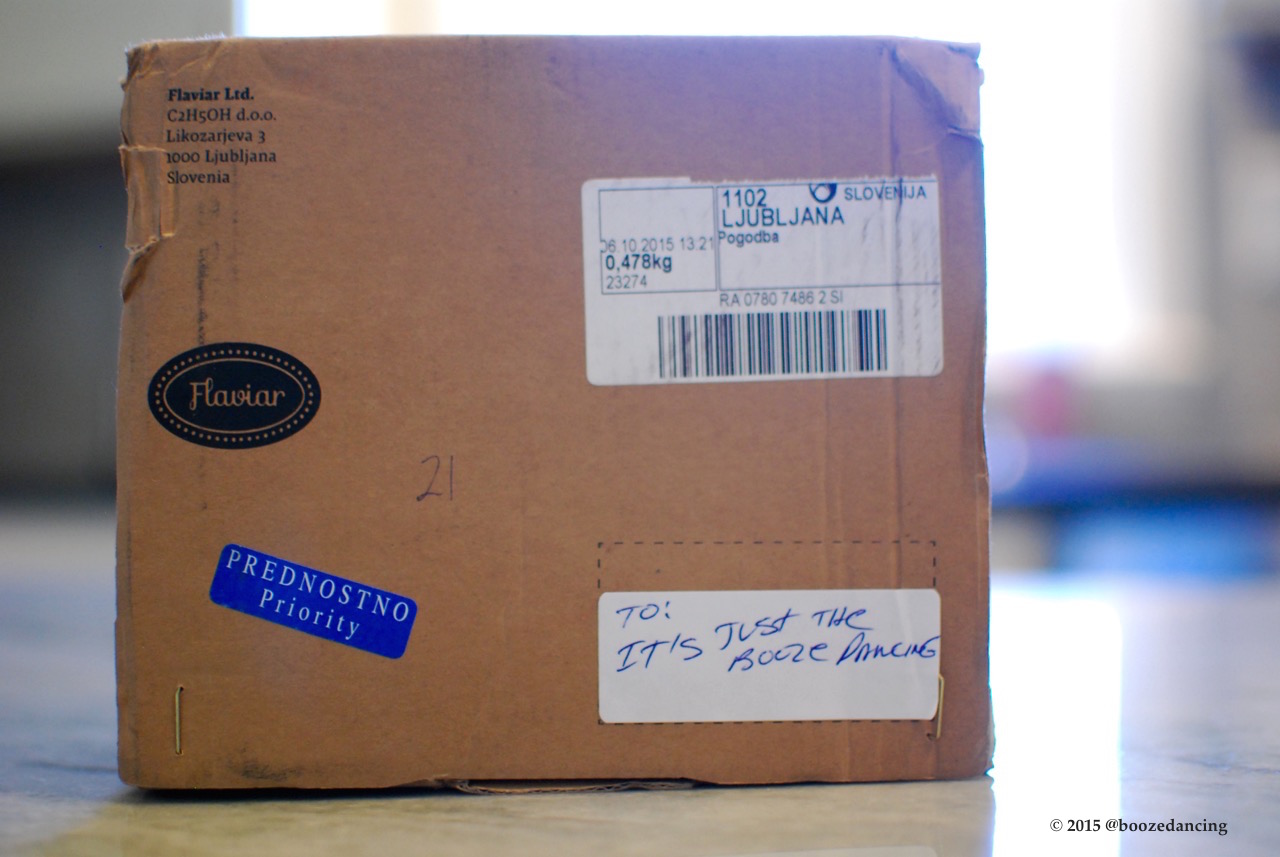 Flaviar Ltd.
C2H5OH d.o.o.
Likozarjeva 3
1000 Ljubljana
Slovenia
1102
SLOVENIJA
LJUBLJANA
Pogodba
06.10.2015 13:21
0,478kg
23274
RA 0780 7486 2 SI
Flaviar
21
PREDNOSTNO
Priority
TO:
IT'S JUST THE
BOOZE DANCING
© 2015 @boozedancing